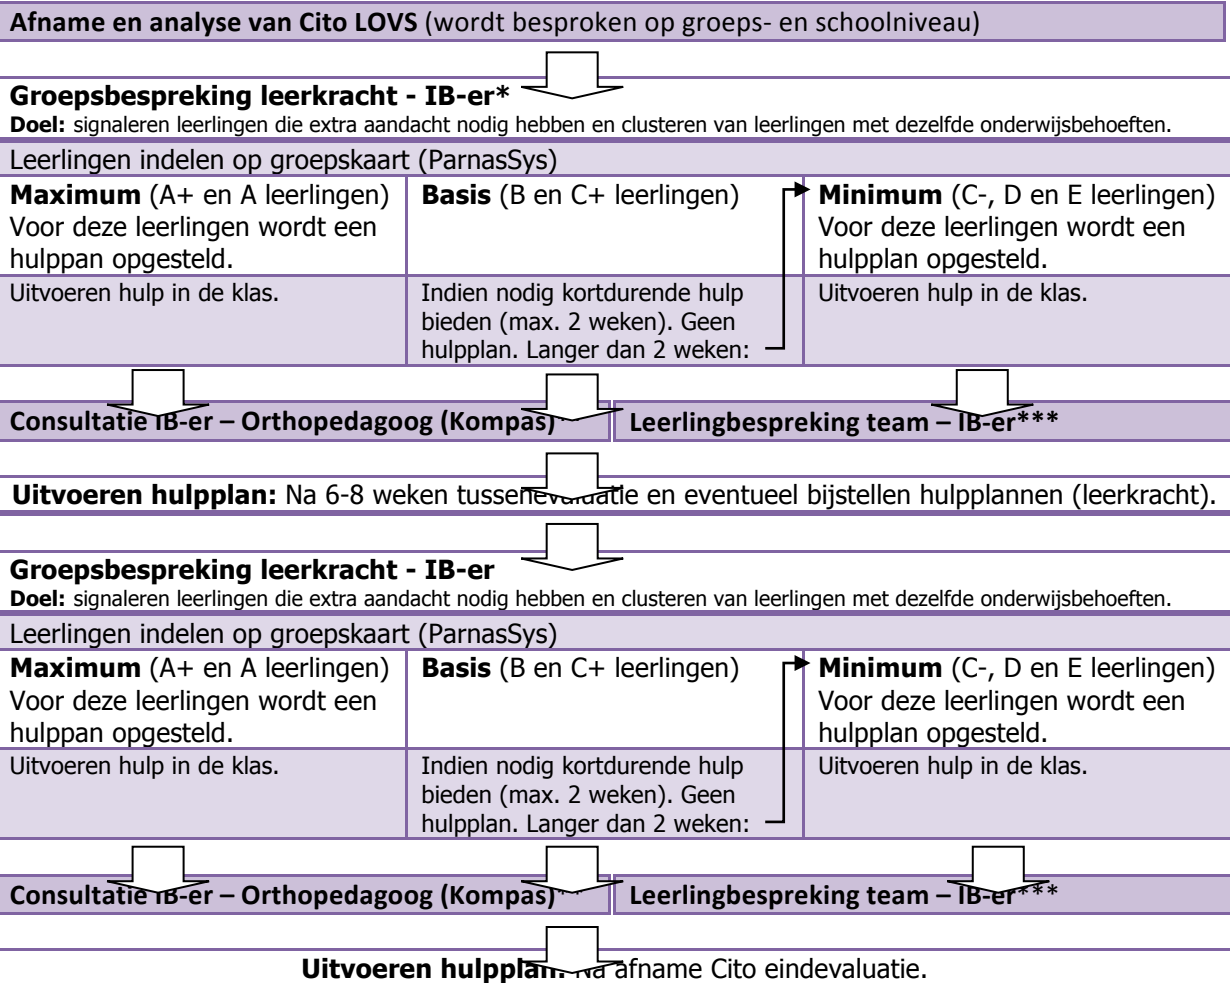 Afname en analyse van Cito LOVS (wordt besproken op groeps- en schoolniveau)
Groepsbespreking leerkracht - IB-er*
Doel: signaleren leerlingen die extra aandacht nodig hebben en clusteren van leerlingen met dezelfde onderwijsbehoeften.
Leerlingen indelen op groepskaart (ParnasSys)
Maximum (A+ en A leerlingen)
Voor deze leerlingen wordt een
hulppan opgesteld.
Basis (B en C+ leerlingen)
Minimum (C-, D en E leerlingen)
Voor deze leerlingen wordt een
hulpplan opgesteld.
Uitvoeren hulp in de klas.
Indien nodig kortdurende hulp
bieden (max. 2 weken). Geen
hulpplan. Langer dan 2 weken:
Uitvoeren hulp in de klas.
Consultatie IB-er – Orthopedagoog (Kompas)**
Leerlingbespreking team – IB-er***
Uitvoeren hulpplan: Na 6-8 weken tussenevaluatie en eventueel bijstellen hulpplannen (leerkracht).
Groepsbespreking leerkracht - IB-er
Doel: signaleren leerlingen die extra aandacht nodig hebben en clusteren van leerlingen met dezelfde onderwijsbehoeften.
Leerlingen indelen op groepskaart (ParnasSys)
Maximum (A+ en A leerlingen)
Voor deze leerlingen wordt een
hulppan opgesteld.
Basis (B en C+ leerlingen)
Minimum (C-, D en E leerlingen)
Voor deze leerlingen wordt een
hulpplan opgesteld.
Uitvoeren hulp in de klas.
Indien nodig kortdurende hulp
bieden (max. 2 weken). Geen
hulpplan. Langer dan 2 weken:
Uitvoeren hulp in de klas.
Consultatie IB-er – Orthopedagoog (Kompas)**
Leerlingbespreking team – IB-er***
Uitvoeren hulpplan: Na afname Cito eindevaluatie.